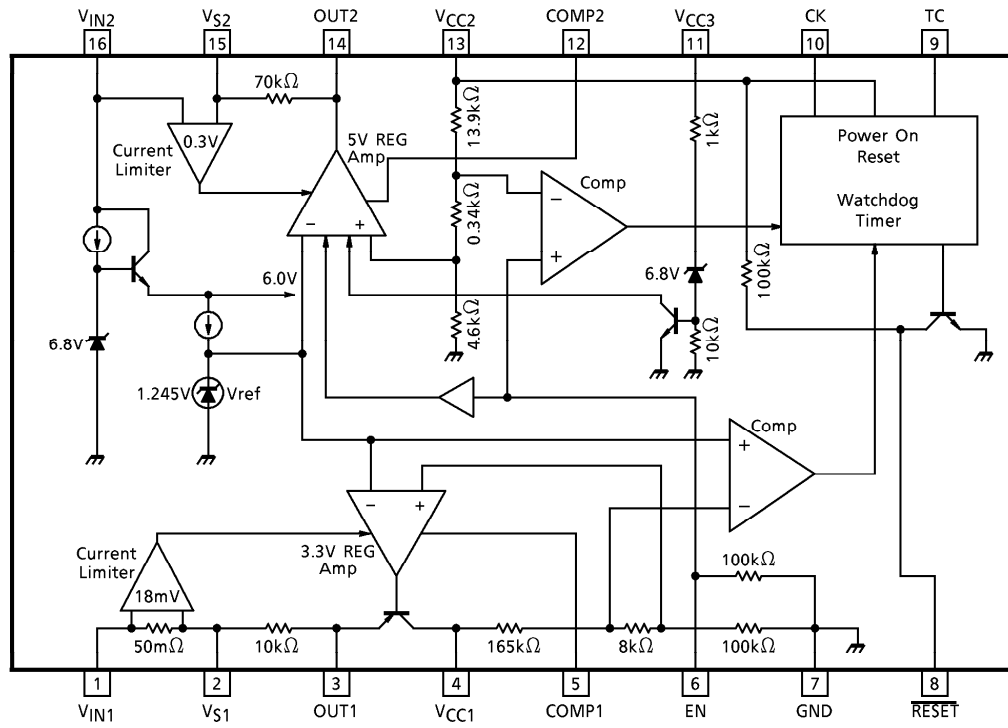 VIN2 VS2 OUT2 VCC2 COMP2 VCC3 CK TC
16 15 14 13 12 11 10 9
70kΩ
13.9kΩ
1kΩ
0.3V
Current
Limiter
5V REG
Amp
Comp
Power On
Reset
Watchdog
Timer
−
+
0.34kΩ
−
+
6.8V
100kΩ
6.0V
4.6kΩ
10kΩ
6.8V
1.245V
Vref
Comp
+
−
−
+
3.3V REG
Amp
Current
Limiter
18mV
100kΩ
50mΩ 10kΩ 165kΩ 8kΩ 100kΩ
1 2 3 4 5 6 7 8
VIN1 VS1 OUT1 VCC1 COMP1 EN GND RESET